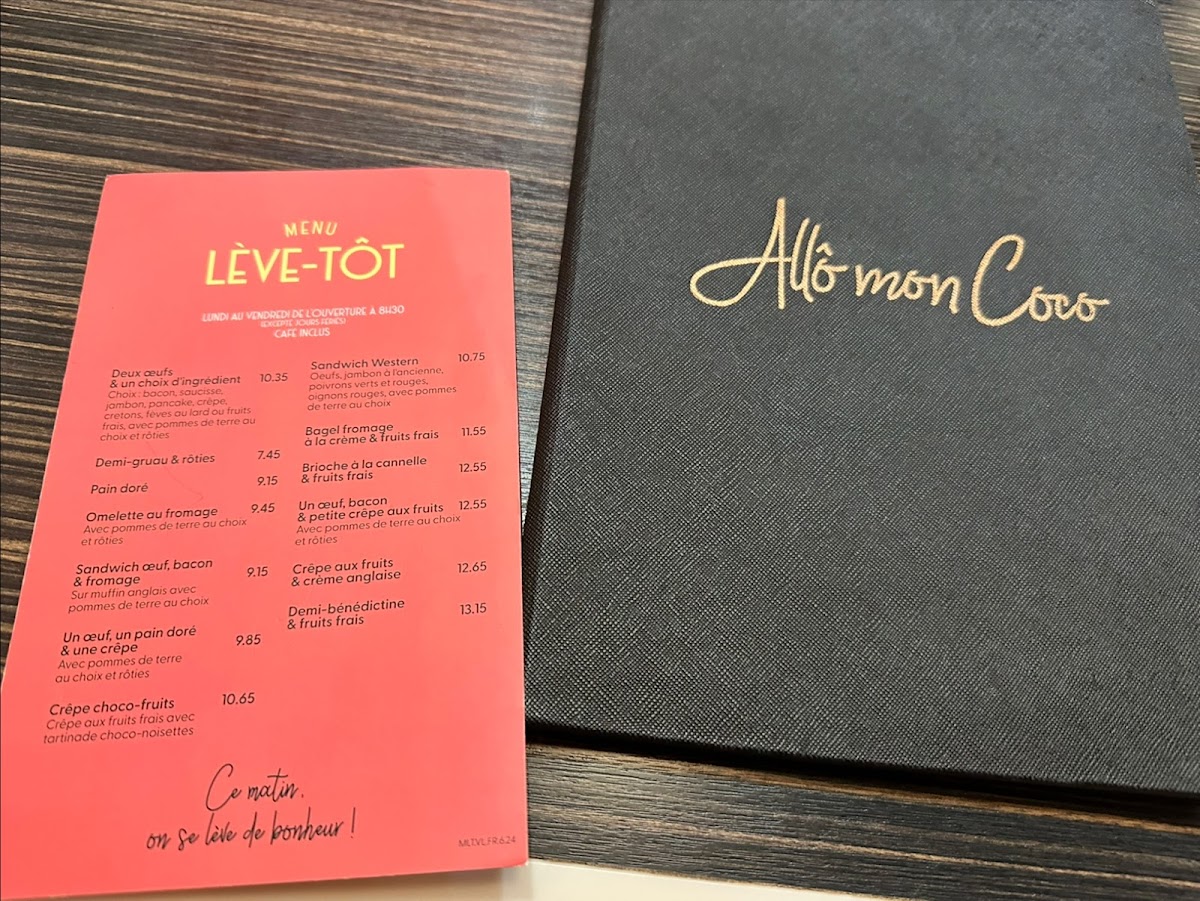 MENU
LÈVE-TÔT
LUNDI AU VENDREDI DE L'OUVERTURE À 8H30
(EXCEPTÉ JOURS FÉRIÉS)
CAFÉ INCLUS
Deux œufs
& un choix d'ingrédient 10.35
Choix : bacon, saucisse,
jambon, pancake, crêpe,
cretons, fèves au lard ou fruits
frais, avec pommes de terre au
choix et rôties
Demi-gruau & rôties 7.45
Pain doré 9.15
Omelette au fromage 9.45
Avec pommes de terre au choix
et rôties
Sandwich œuf, bacon
& fromage 9.15
Sur muffin anglais avec
pommes de terre au choix
Un œuf, un pain doré
& une crêpe 9.85
Avec pommes de terre
au choix et rôties
Crêpe choco-fruits 10.65
Crêpe aux fruits frais avec
tartinade choco-noisettes
Sandwich Western 10.75
Oeufs, jambon à l'ancienne,
poivrons verts et rouges,
oignons rouges, avec pommes
de terre au choix
Bagel fromage
à la crème & fruits frais 11.55
Brioche à la cannelle
& fruits frais 12.55
Un œuf, bacon
& petite crêpe aux fruits 12.55
Avec pommes de terre au choix
et rôties
Crêpe aux fruits
& crème anglaise 12.65
Demi-bénédictine
& fruits frais 13.15
Ce matin,
on se lève de bonheur !
MLT.VL.FR.6.24
Allô mon Coco